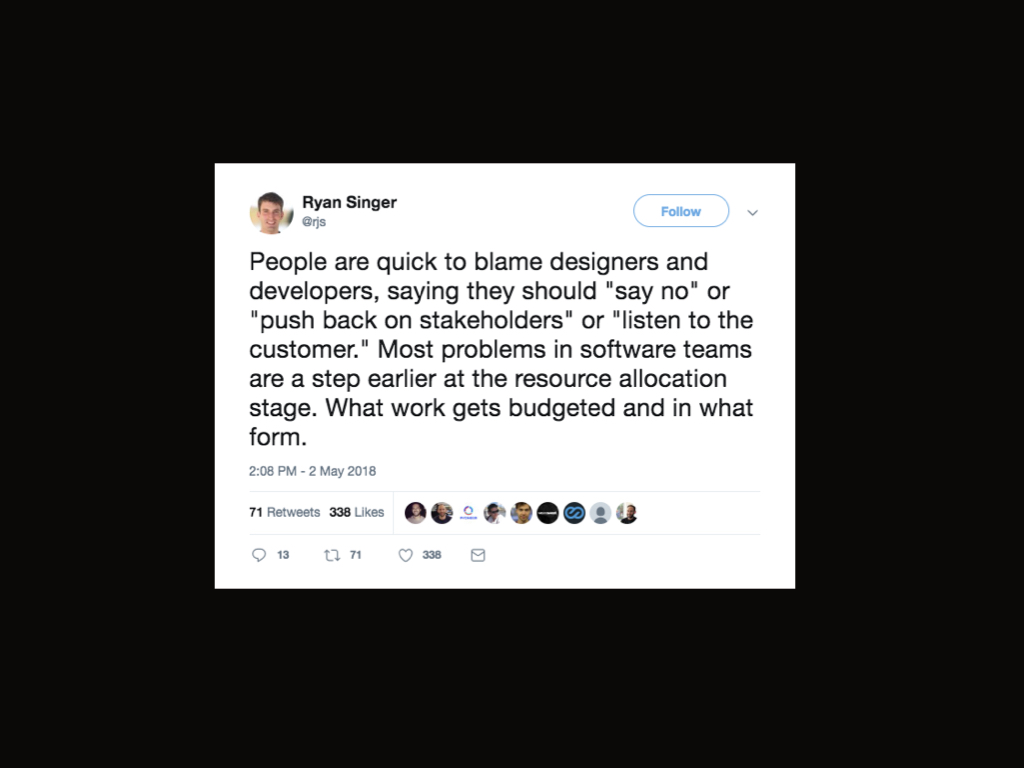 Ryan Singer
@rjs
Follow
People are quick to blame designers and
developers, saying they should "say no" or
"push back on stakeholders" or "listen to the
customer." Most problems in software teams
are a step earlier at the resource allocation
stage. What work gets budgeted and in what
form.
2:08 PM - 2 May 2018
71 Retweets 338 Likes
13 71 338